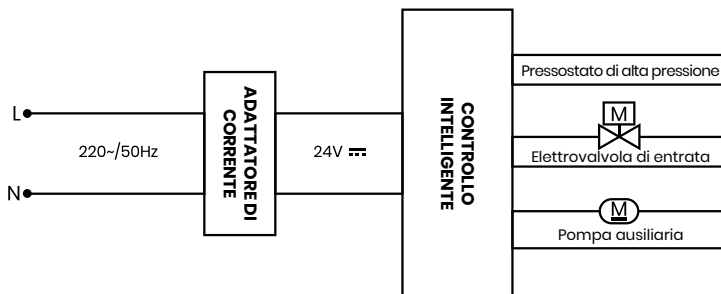 L
N
220~/50Hz
ADATTATORE DI
CORRENTE
24V
CONTROLLO
INTELLIGENTE
Pressostato di alta pressione
M
Elettrovalvola di entrata
M
Pompa ausiliaria